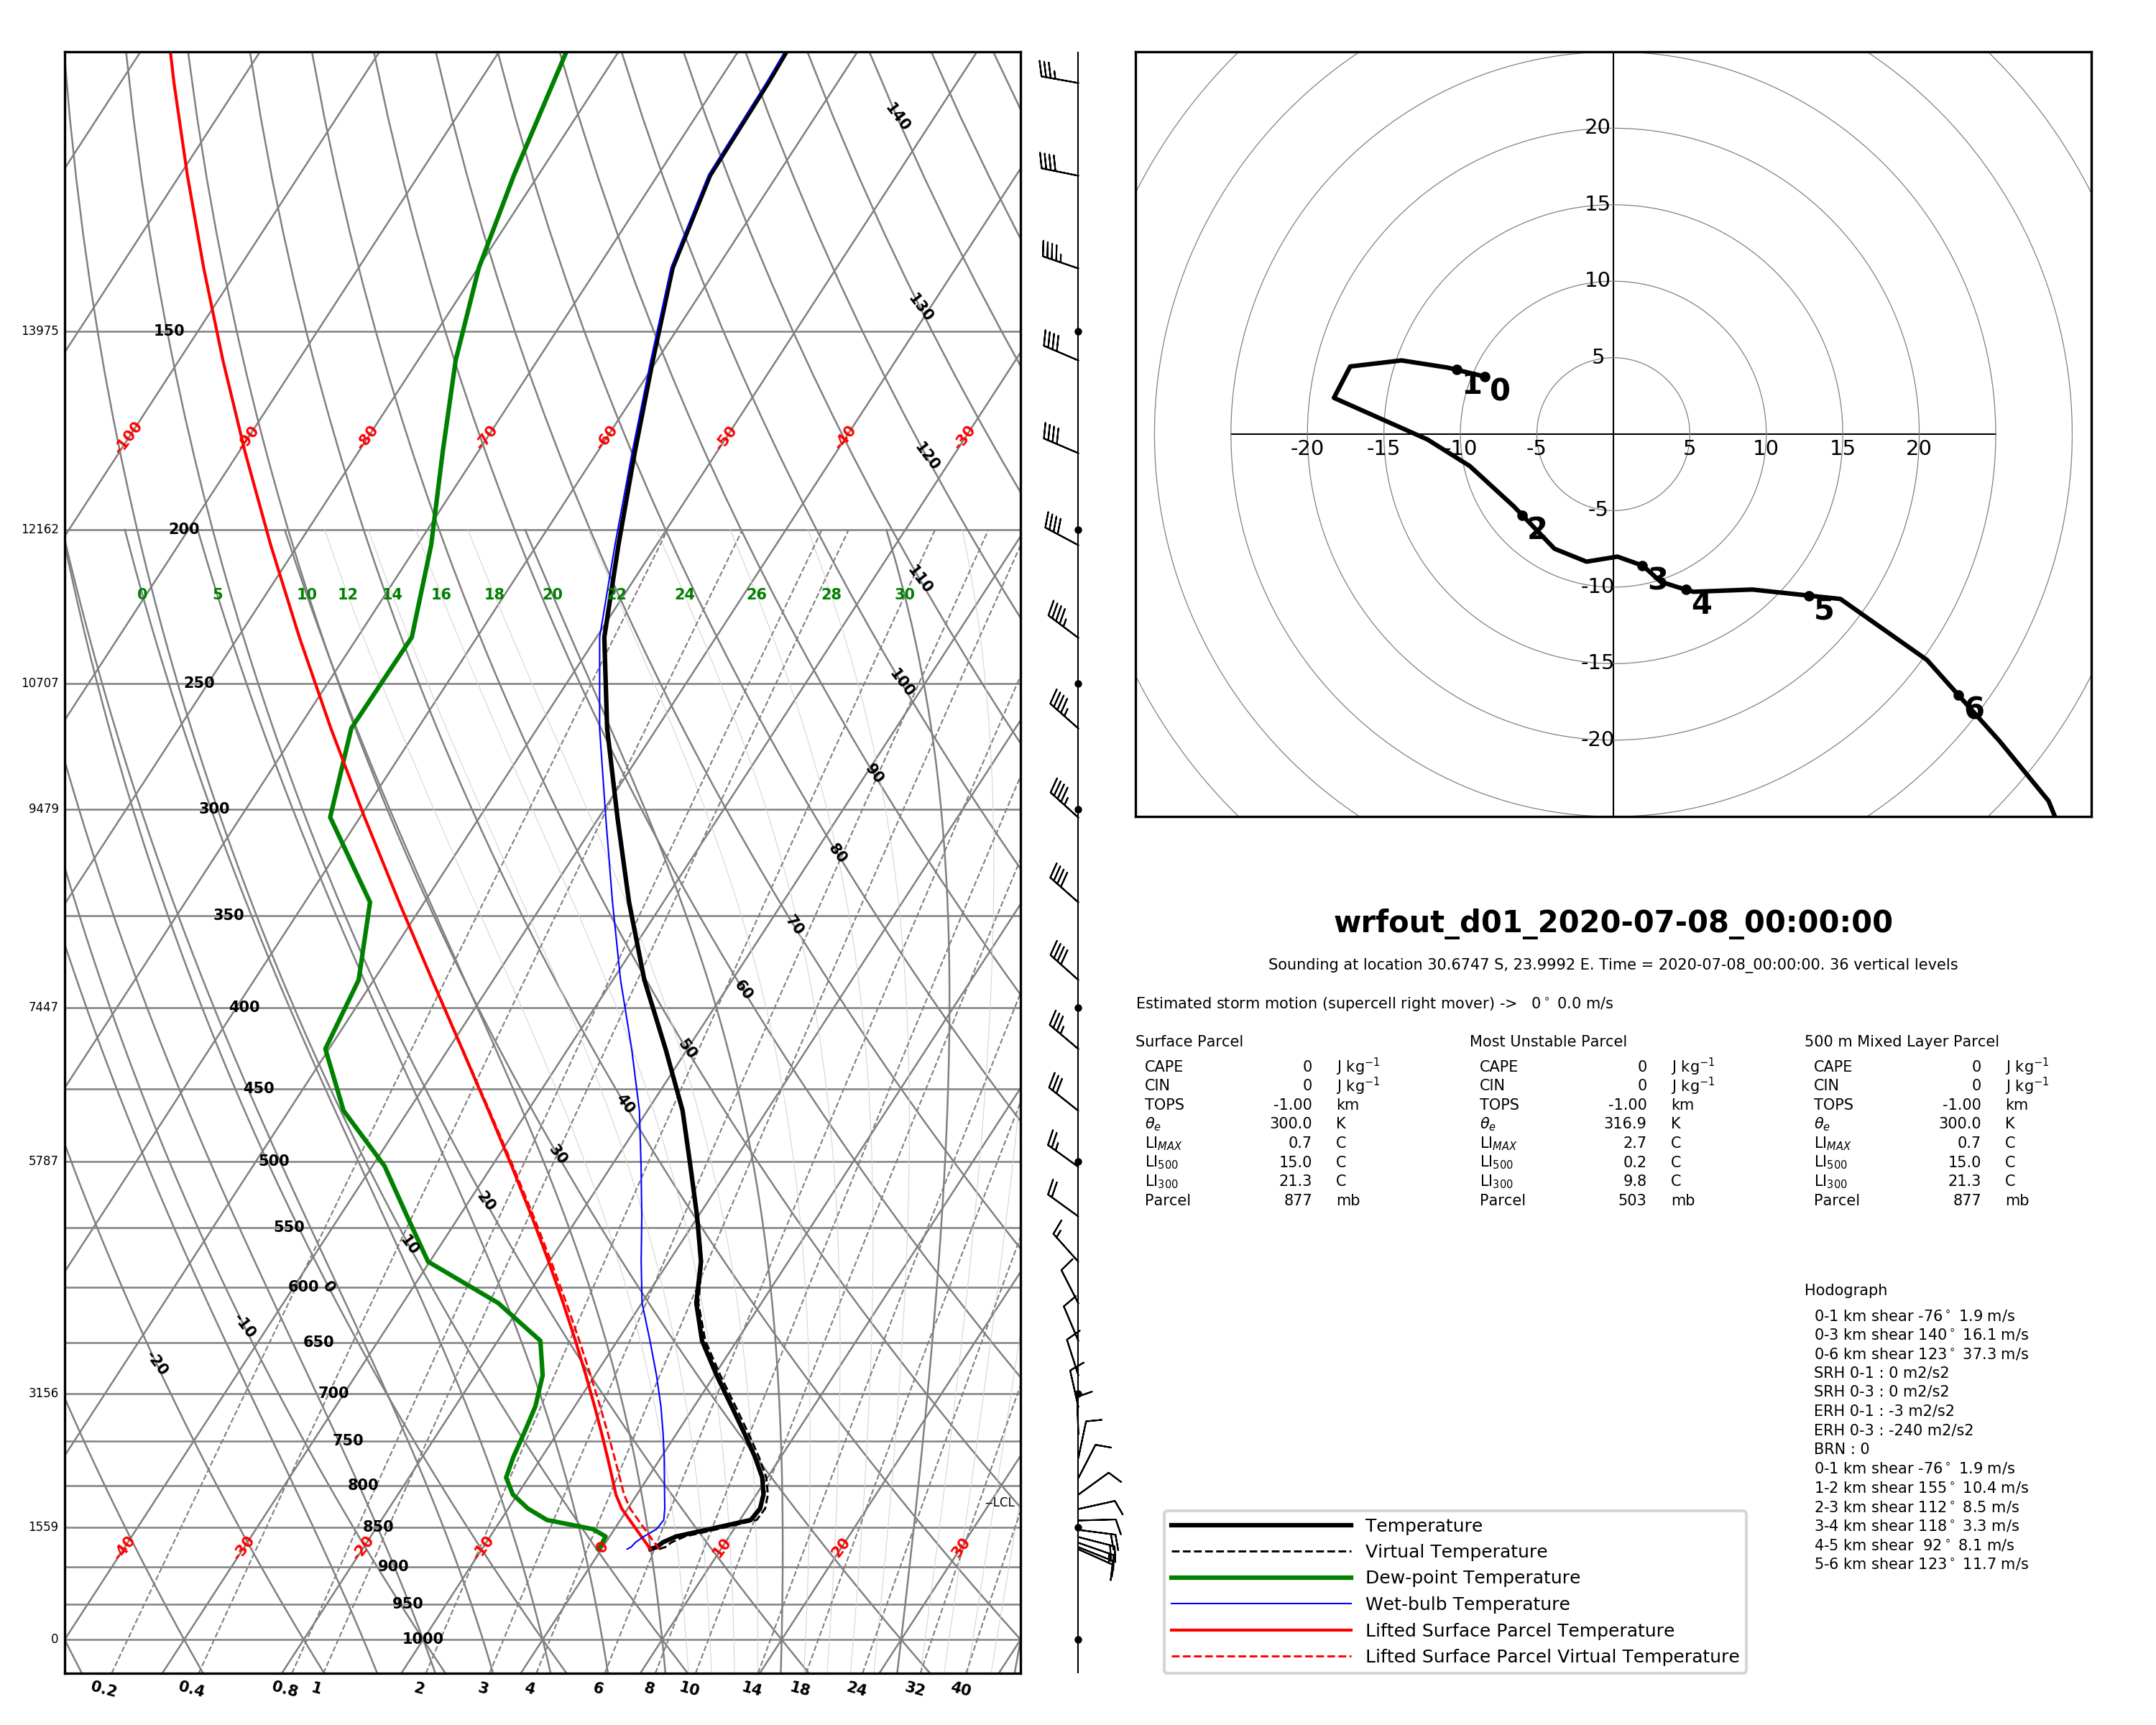 140
130
13975 150
-100 -90 -80 -70 -60 -50 -40 -30
120
12162 200
110
0 5 10 12 14 16 18 20 22 24 26 28 30
100
10707 250
90
9479 300
80
350
70
60
7447 400
50
450
40
5787 500
30
20
550
10
600 0
-10
650
-20
3156 700
750
800
--LCL
1559 850
-40 -30 -20 -10 0 10 20 30
900
950
0 1000
0.2 0.4 0.8 1 2 3 4 6 8 10 14 18 24 32 40
20
15
10
5
-20 -15 -10 -5 5 10 15 20
-5
-10
-15
-20
0
1
2
3
4
5
6
wrfout_d01_2020-07-08_00:00:00
Sounding at location 30.6747 S, 23.9992 E. Time = 2020-07-08_00:00:00. 36 vertical levels
Estimated storm motion (supercell right mover) -> 0° 0.0 m/s
Surface Parcel
CAPE 0 J kg⁻¹
CIN 0 J kg⁻¹
TOPS -1.00 km
θₑ 300.0 K
LI_MAX 0.7 C
LI₅₀₀ 15.0 C
LI₃₀₀ 21.3 C
Parcel 877 mb
Most Unstable Parcel
CAPE 0 J kg⁻¹
CIN 0 J kg⁻¹
TOPS -1.00 km
θₑ 316.9 K
LI_MAX 2.7 C
LI₅₀₀ 0.2 C
LI₃₀₀ 9.8 C
Parcel 503 mb
500 m Mixed Layer Parcel
CAPE 0 J kg⁻¹
CIN 0 J kg⁻¹
TOPS -1.00 km
θₑ 300.0 K
LI_MAX 0.7 C
LI₅₀₀ 15.0 C
LI₃₀₀ 21.3 C
Parcel 877 mb
Hodograph
0-1 km shear -76° 1.9 m/s
0-3 km shear 140° 16.1 m/s
0-6 km shear 123° 37.3 m/s
SRH 0-1 : 0 m2/s2
SRH 0-3 : 0 m2/s2
ERH 0-1 : -3 m2/s2
ERH 0-3 : -240 m2/s2
BRN : 0
0-1 km shear -76° 1.9 m/s
1-2 km shear 155° 10.4 m/s
2-3 km shear 112° 8.5 m/s
3-4 km shear 118° 3.3 m/s
4-5 km shear 92° 8.1 m/s
5-6 km shear 123° 11.7 m/s
Temperature
Virtual Temperature
Dew-point Temperature
Wet-bulb Temperature
Lifted Surface Parcel Temperature
Lifted Surface Parcel Virtual Temperature